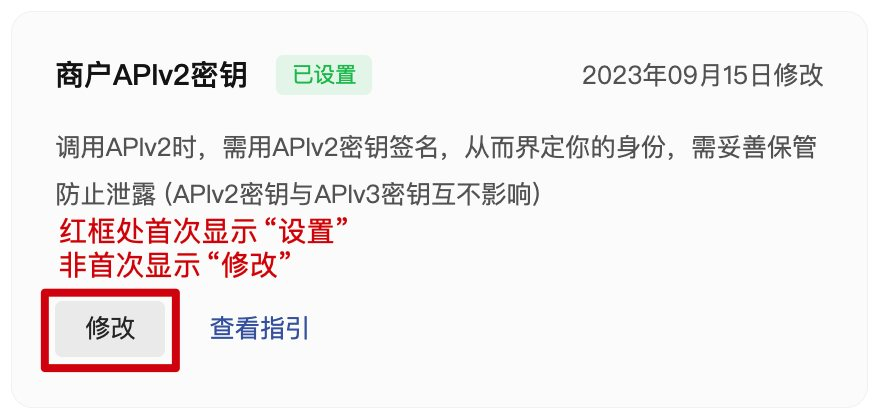 商户APIv2密钥 已设置 2023年09月15日修改
调用APIv2时，需用APIv2密钥签名，从而界定你的身份，需妥善保管
防止泄露 (APIv2密钥与APIv3密钥互不影响)
红框处首次显示 “设置”
非首次显示 “修改”
修改 查看指引